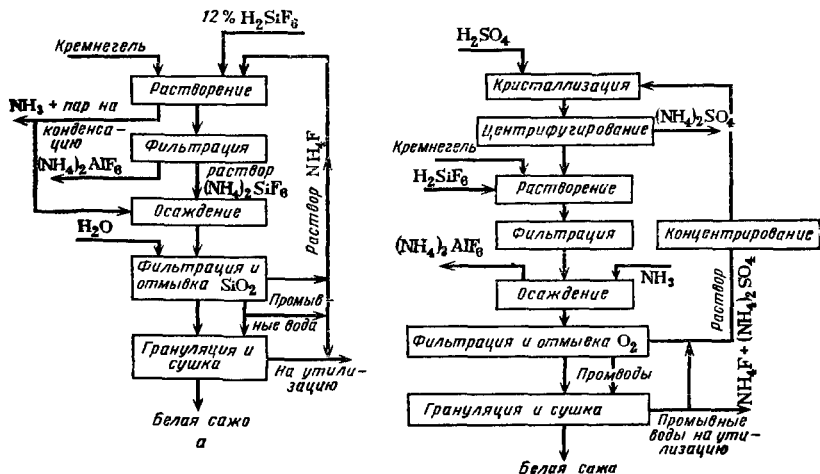 12% H₂SiF₆
Кремнегель
Растворение
NH₃ + пар на
конденса-
цию
Фильтрация
(NH₄)₂AlF₆
раствор
(NH₄)₂SiF₆
Раствор NH₄F
Осаждение
H₂O
Фильтрация и
отмывка SiO₂
Промыв
ные вода
Грануляция и
сушка
На утили-
зацию
Белая сажо
а
H₂SO₄
Кристаллизация
Центрифугирование
(NH₄)₂SO₄
Кремнегель
H₂SiF₆
Растворение
Фильтрация
Концентрирование
(NH₄)₂AlF₆
NH₃
Осаждение
Раствор
NH₄F + (NH₄)₂SO₄
Фильтрация и отмывка O₂
Промводы
Грануляция и сушка
Промывные
воды на ути-
лизацию
Белая сажа